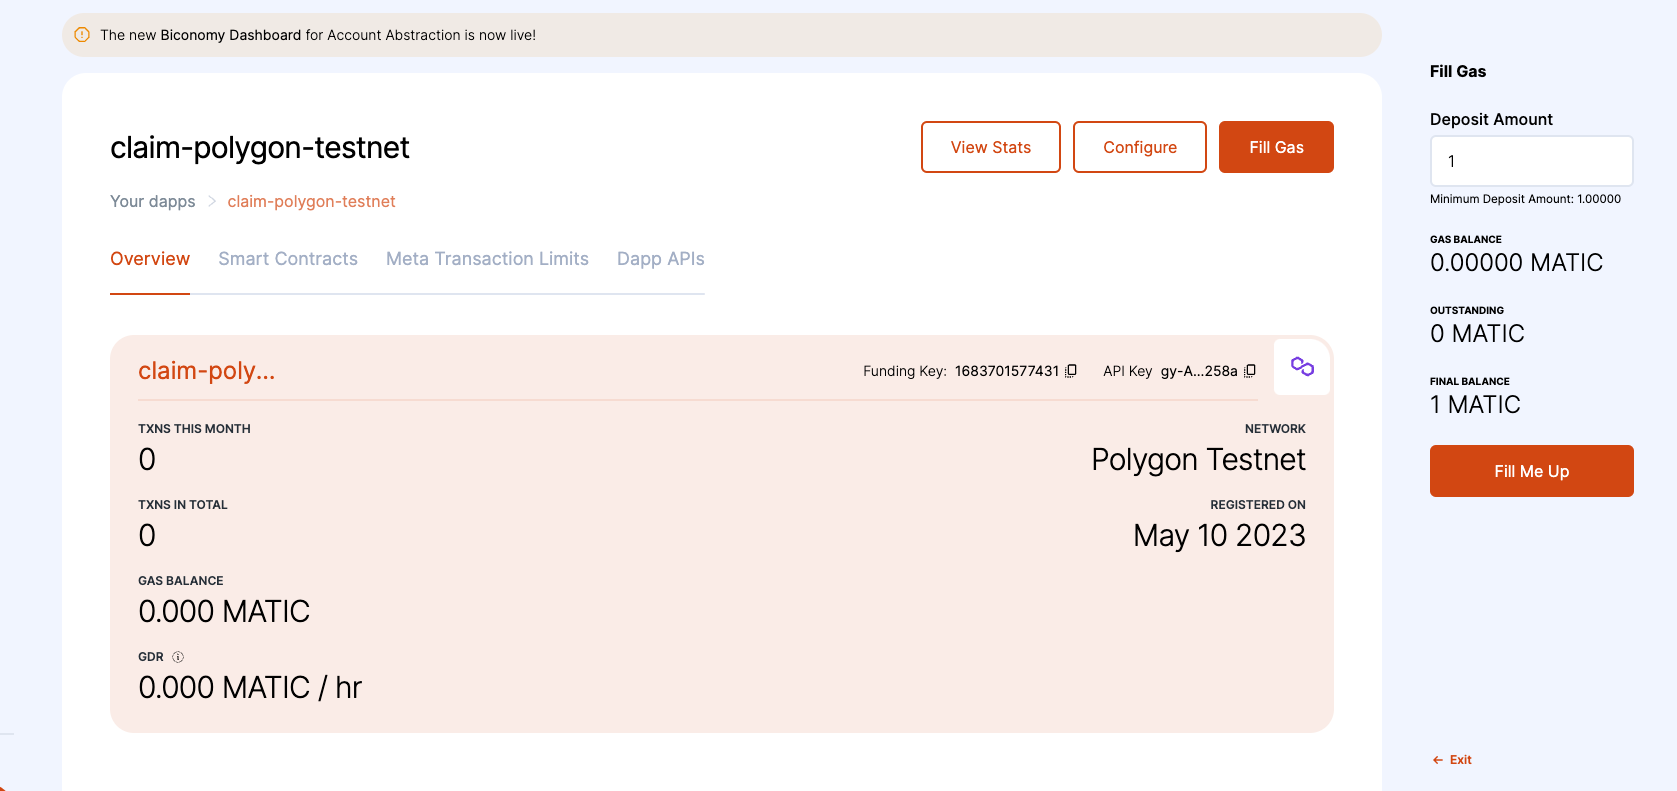 The new Biconomy Dashboard for Account Abstraction is now live!
claim-polygon-testnet
View Stats
Configure
Fill Gas
Your dapps > claim-polygon-testnet
Overview
Smart Contracts
Meta Transaction Limits
Dapp APIs
claim-poly...
Funding Key: 1683701577431
API Key gy-A...258a
TXNS THIS MONTH
0
NETWORK
Polygon Testnet
TXNS IN TOTAL
0
REGISTERED ON
May 10 2023
GAS BALANCE
0.000 MATIC
GDR
0.000 MATIC / hr
Fill Gas
Deposit Amount
1
Minimum Deposit Amount: 1.00000
GAS BALANCE
0.00000 MATIC
OUTSTANDING
0 MATIC
FINAL BALANCE
1 MATIC
Fill Me Up
← Exit